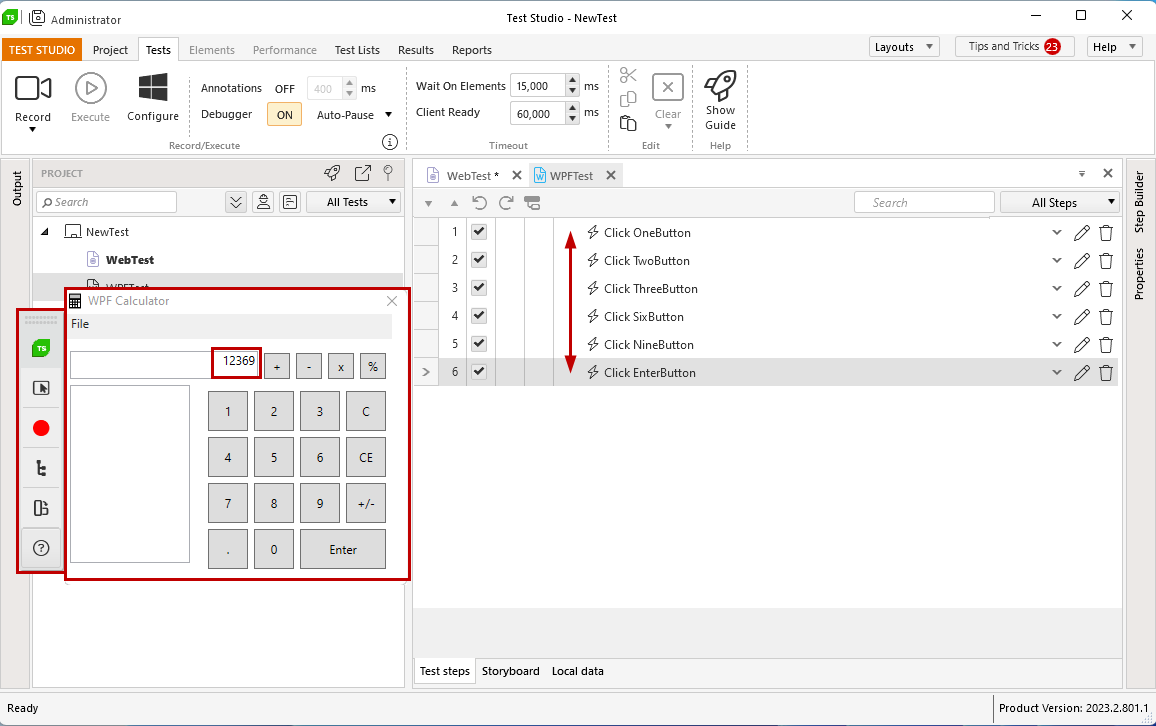 TS Administrator
Test Studio - NewTest
TEST STUDIO Project Tests Elements Performance Test Lists Results Reports
Layouts Tips and Tricks 23 Help
Record Execute Configure
Annotations OFF 400 ms
Debugger ON Auto-Pause
Record/Execute
Wait On Elements 15,000 ms
Client Ready 60,000 ms
Timeout
Clear
Edit
Show
Guide
Help
Output
PROJECT
Search All Tests
NewTest
WebTest
WPFTest
WPF Calculator
File
TS
12369 + - x %
1 2 3 C
4 5 6 CE
7 8 9 +/-
. 0 Enter
?
WebTest * WPFTest
Search All Steps
1 Click OneButton
2 Click TwoButton
3 Click ThreeButton
4 Click SixButton
5 Click NineButton
6 Click EnterButton
Step Builder
Properties
Test steps Storyboard Local data
Ready
Product Version: 2023.2.801.1